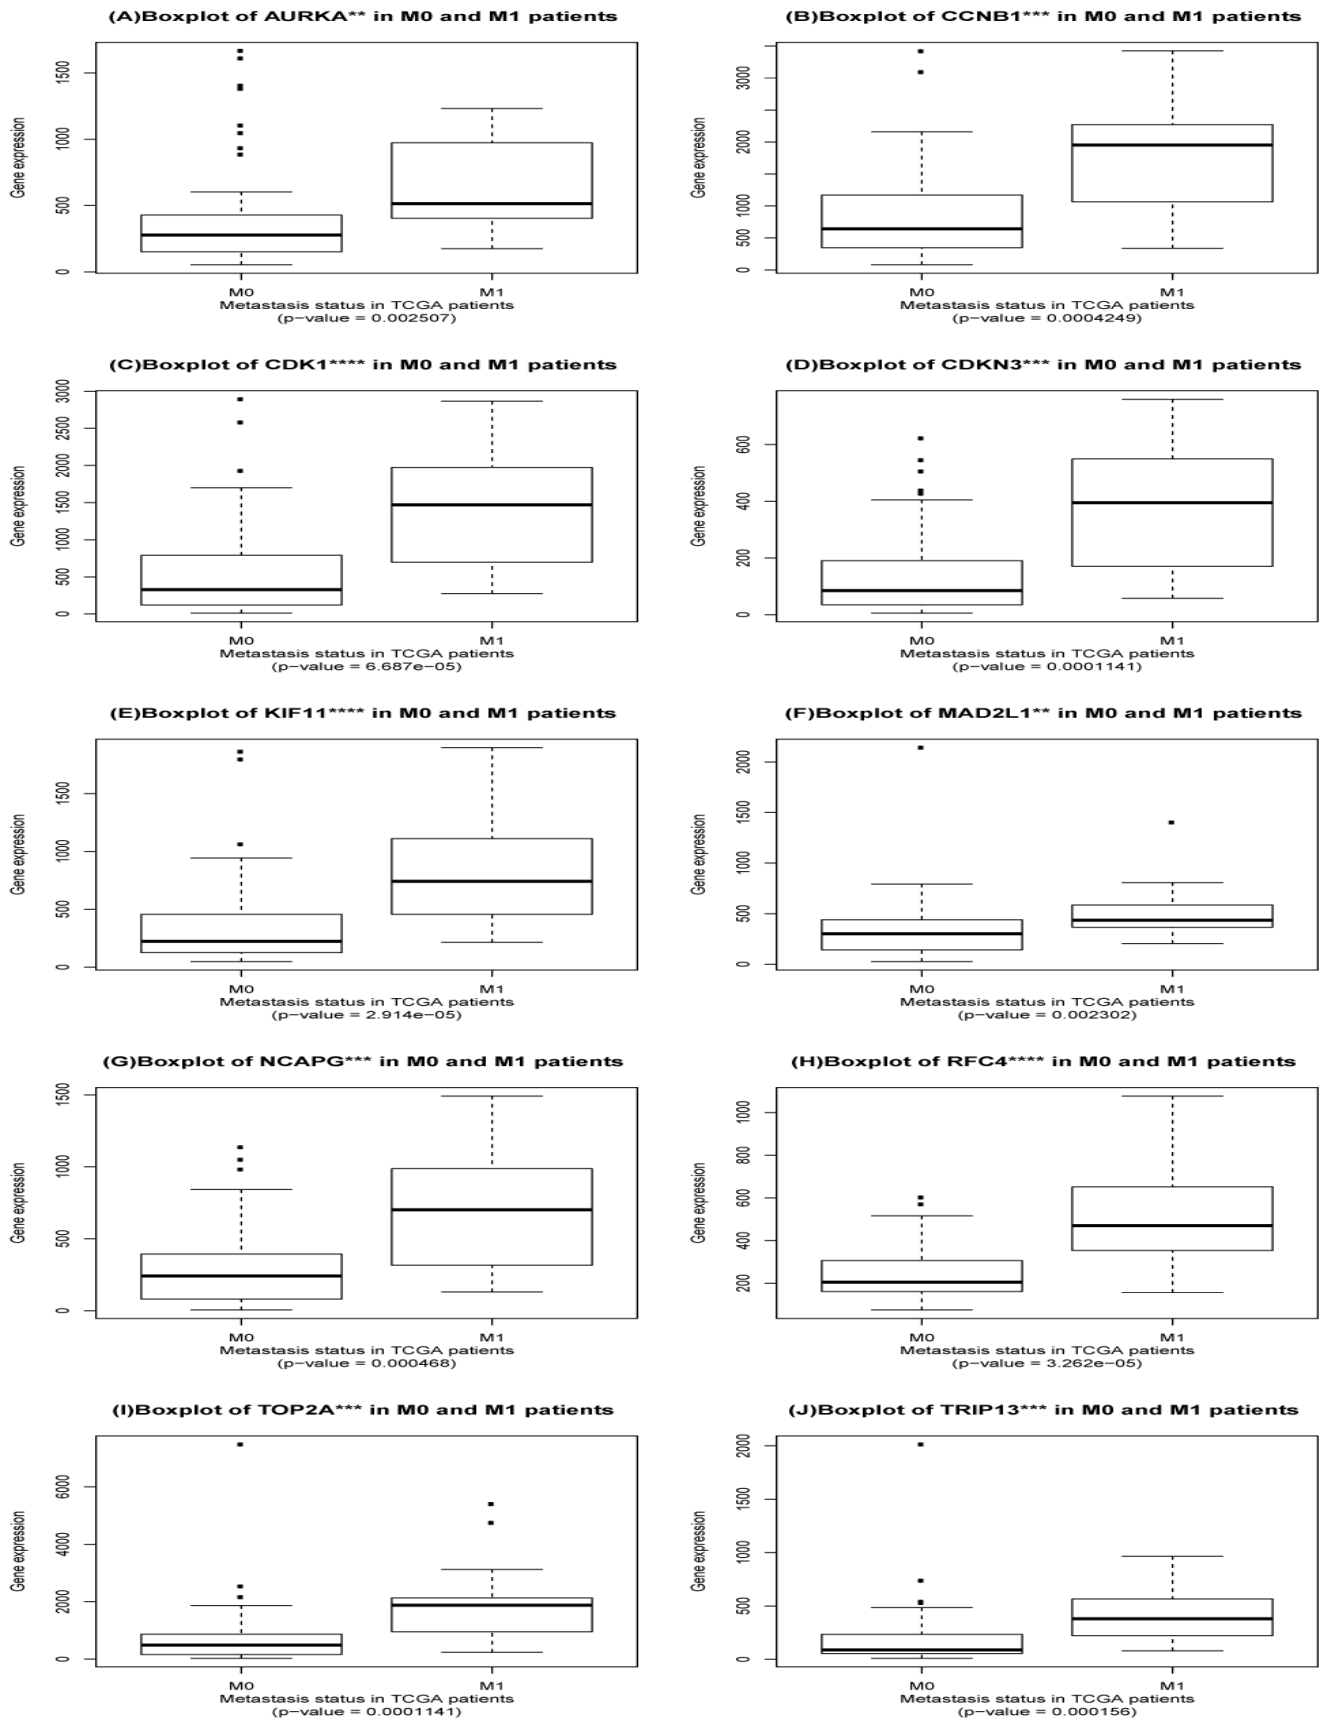 (A)Boxplot of AURKA** in M0 and M1 patients
Gene expression
1500
1000
500
0
M0
M1
Metastasis status in TCGA patients
(p−value = 0.002507)
(B)Boxplot of CCNB1*** in M0 and M1 patients
Gene expression
3000
2000
1000
500
0
M0
M1
Metastasis status in TCGA patients
(p−value = 0.0004249)
(C)Boxplot of CDK1**** in M0 and M1 patients
Gene expression
3000
2500
2000
1500
1000
500
0
M0
M1
Metastasis status in TCGA patients
(p−value = 6.687e−05)
(D)Boxplot of CDKN3*** in M0 and M1 patients
Gene expression
600
400
200
0
M0
M1
Metastasis status in TCGA patients
(p−value = 0.0001141)
(E)Boxplot of KIF11**** in M0 and M1 patients
Gene expression
1500
1000
500
0
M0
M1
Metastasis status in TCGA patients
(p−value = 2.914e−05)
(F)Boxplot of MAD2L1** in M0 and M1 patients
Gene expression
2000
1500
1000
500
0
M0
M1
Metastasis status in TCGA patients
(p−value = 0.002302)
(G)Boxplot of NCAPG*** in M0 and M1 patients
Gene expression
1500
1000
500
0
M0
M1
Metastasis status in TCGA patients
(p−value = 0.000468)
(H)Boxplot of RFC4**** in M0 and M1 patients
Gene expression
1000
800
600
400
200
M0
M1
Metastasis status in TCGA patients
(p−value = 3.262e−05)
(I)Boxplot of TOP2A*** in M0 and M1 patients
Gene expression
6000
4000
2000
0
M0
M1
Metastasis status in TCGA patients
(p−value = 0.0001141)
(J)Boxplot of TRIP13*** in M0 and M1 patients
Gene expression
2000
1500
1000
500
0
M0
M1
Metastasis status in TCGA patients
(p−value = 0.000156)